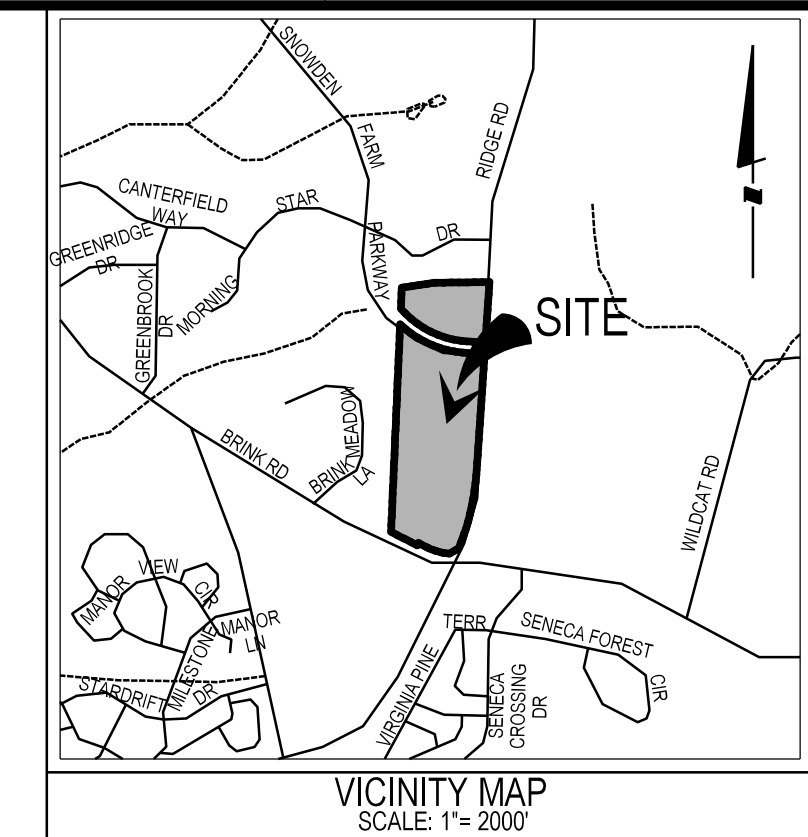 SNOWDEN
FARM
PARKWAY
RIDGE RD
CANTERFIELD
WAY
STAR
DR
GREENRIDGE
DR
GREENBROOK
DR
MORNING
N
SITE
BRINK RD
BRINK MEADOW
LA
WILDCAT RD
VIEW
MANOR
CIR
MANOR
LN
MILESTONE
STARDRIFT
DR
TERR
SENECA FOREST
CIR
VIRGINIA PINE
SENECA
CROSSING
DR
VICINITY MAP
SCALE: 1"= 2000'